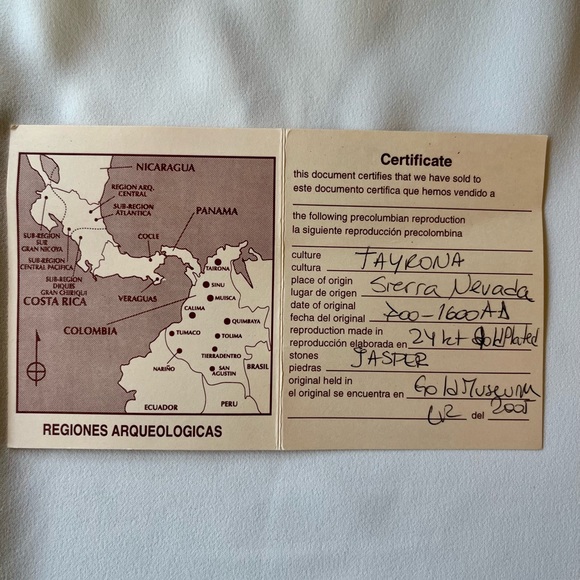 NICARAGUA
REGION ARQ.
CENTRAL
SUB-REGION
ATLANTICA
PANAMA
SUB-REGION
SUR
GRAN NICOYA
COCLE
SUB-REGION
CENTRAL PACIFICA
SUB-REGION
DIQUIS
GRAN CHIRIQUI
COSTA RICA
VERAGUAS
TAIRONA
SINU
MUISCA
CALIMA
COLOMBIA
QUIMBAYA
TUMACO
TOLIMA
TIERRADENTRO
BRASIL
NARIÑO
SAN
AGUSTIN
PERU
ECUADOR
REGIONES ARQUEOLOGICAS
Certificate
this document certifies that we have sold to
este documento certifica que hemos vendido a
the following precolumbian reproduction
la siguiente reproducción precolombina
culture
cultura TAYRONA
place of origin
lugar de origen Sierra Nevada
date of original
fecha del original 700-1600AD
reproduction made in
reproducción elaborada en 24 kt Gold Plated
stones
piedras JASPER
original held in
el original se encuentra en Gold Museum
del 2001